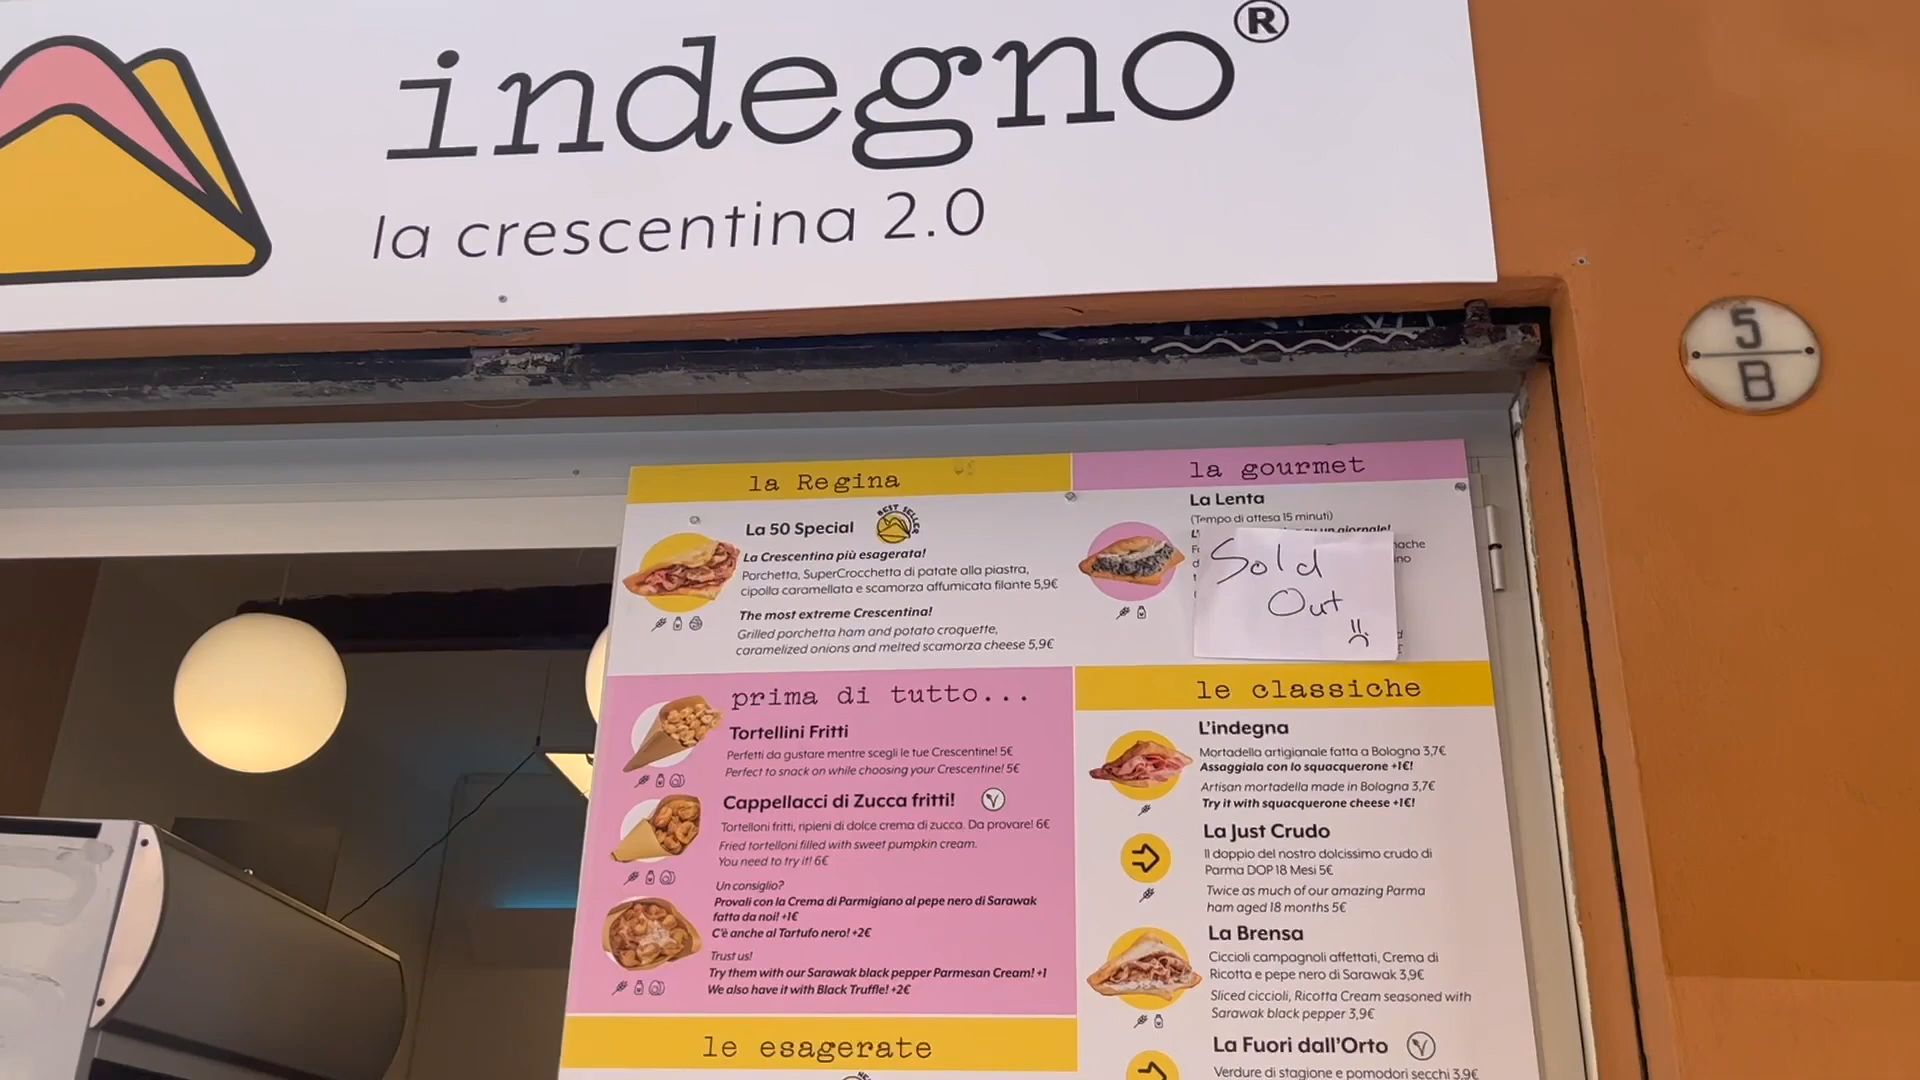 indegno®
la crescentina 2.0
5
B
la Regina
La 50 Special
BEST SELLER
La Crescentina più esagerata!
Porchetta, SuperCrocchetta di patate alla piastra,
cipolla caramellata e scamorza affumicata filante 5,9€
The most extreme Crescentina!
Grilled porchetta ham and potato croquette,
caramelized onions and melted scamorza cheese 5,9€
la gourmet
La Lenta
(Tempo di attesa 15 minuti)
giornale!
Sold
Out
prima di tutto...
Tortellini Fritti
Perfetti da gustare mentre scegli le tue Crescentine! 5€
Perfect to snack on while choosing your Crescentine! 5€
Cappellacci di Zucca fritti!
Tortelloni fritti, ripieni di dolce crema di zucca. Da provare! 6€
Fried tortelloni filled with sweet pumpkin cream.
You need to try it! 6€
Un consiglio?
Provali con la Crema di Parmigiano al pepe nero di Sarawak
fatta da noi! +1€
C'è anche al Tartufo nero! +2€
Trust us!
Try them with our Sarawak black pepper Parmesan Cream! +1
We also have it with Black Truffle! +2€
le esagerate
le classiche
L'indegna
Mortadella artigianale fatta a Bologna 3,7€
Assaggiala con lo squacquerone +1€!
Artisan mortadella made in Bologna 3,7€
Try it with squacquerone cheese +1€!
La Just Crudo
Il doppio del nostro dolcissimo crudo di
Parma DOP 18 Mesi 5€
Twice as much of our amazing Parma
ham aged 18 months 5€
La Brensa
Ciccioli campagnoli affettati, Crema di
Ricotta e pepe nero di Sarawak 3,9€
Sliced ciccioli, Ricotta Cream seasoned with
Sarawak black pepper 3,9€
La Fuori dall'Orto
Verdure di stagione e pomodori secchi 3,9€